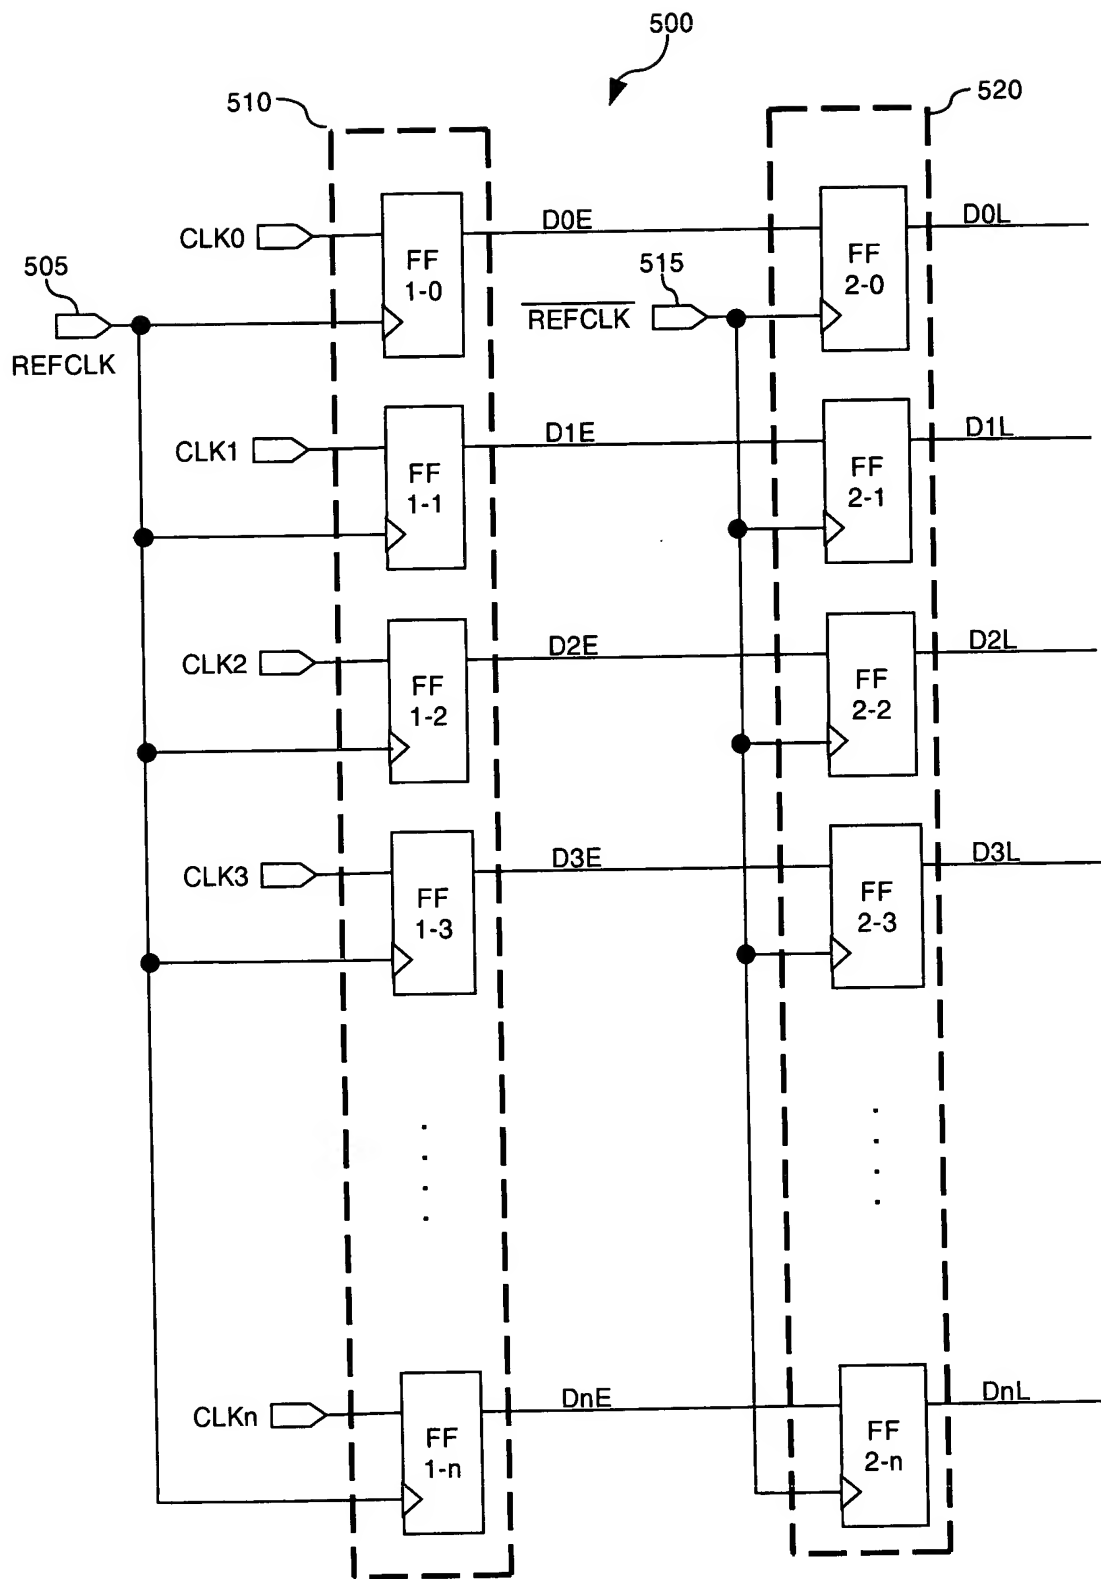 500
510
520
CLK0
FF
1-0
D0E
FF
2-0
D0L
505
REFCLK
515
REFCLK
CLK1
FF
1-1
D1E
FF
2-1
D1L
CLK2
FF
1-2
D2E
FF
2-2
D2L
CLK3
FF
1-3
D3E
FF
2-3
D3L
CLKn
FF
1-n
DnE
FF
2-n
DnL